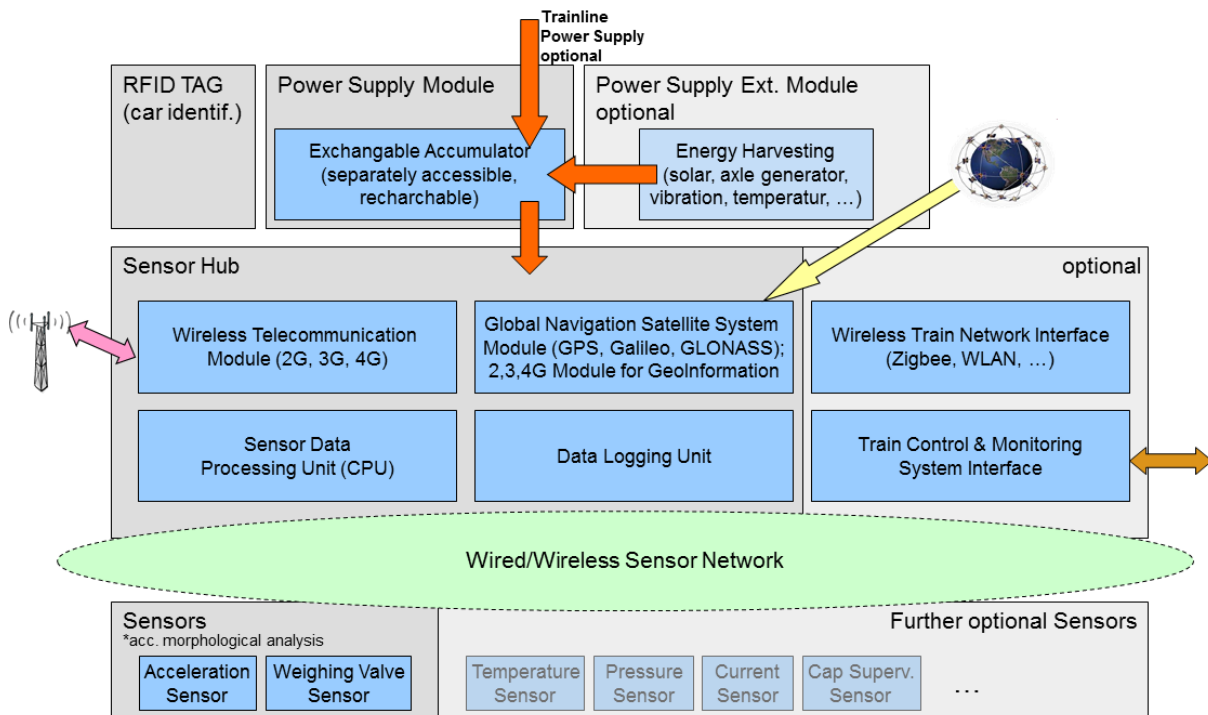 Trainline
Power Supply
optional
RFID TAG
(car identif.)
Power Supply Module
Power Supply Ext. Module
optional
Exchangable Accumulator
(separately accessible,
recharchable)
Energy Harvesting
(solar, axle generator,
vibration, temperatur, …)
Sensor Hub
optional
Wireless Telecommunication
Module (2G, 3G, 4G)
Global Navigation Satellite System
Module (GPS, Galileo, GLONASS);
2,3,4G Module for GeoInformation
Wireless Train Network Interface
(Zigbee, WLAN, …)
Sensor Data
Processing Unit (CPU)
Data Logging Unit
Train Control & Monitoring
System Interface
Wired/Wireless Sensor Network
Sensors
*acc. morphological analysis
Further optional Sensors
Acceleration
Sensor
Weighing Valve
Sensor
Temperature
Sensor
Pressure
Sensor
Current
Sensor
Cap Superv.
Sensor
…